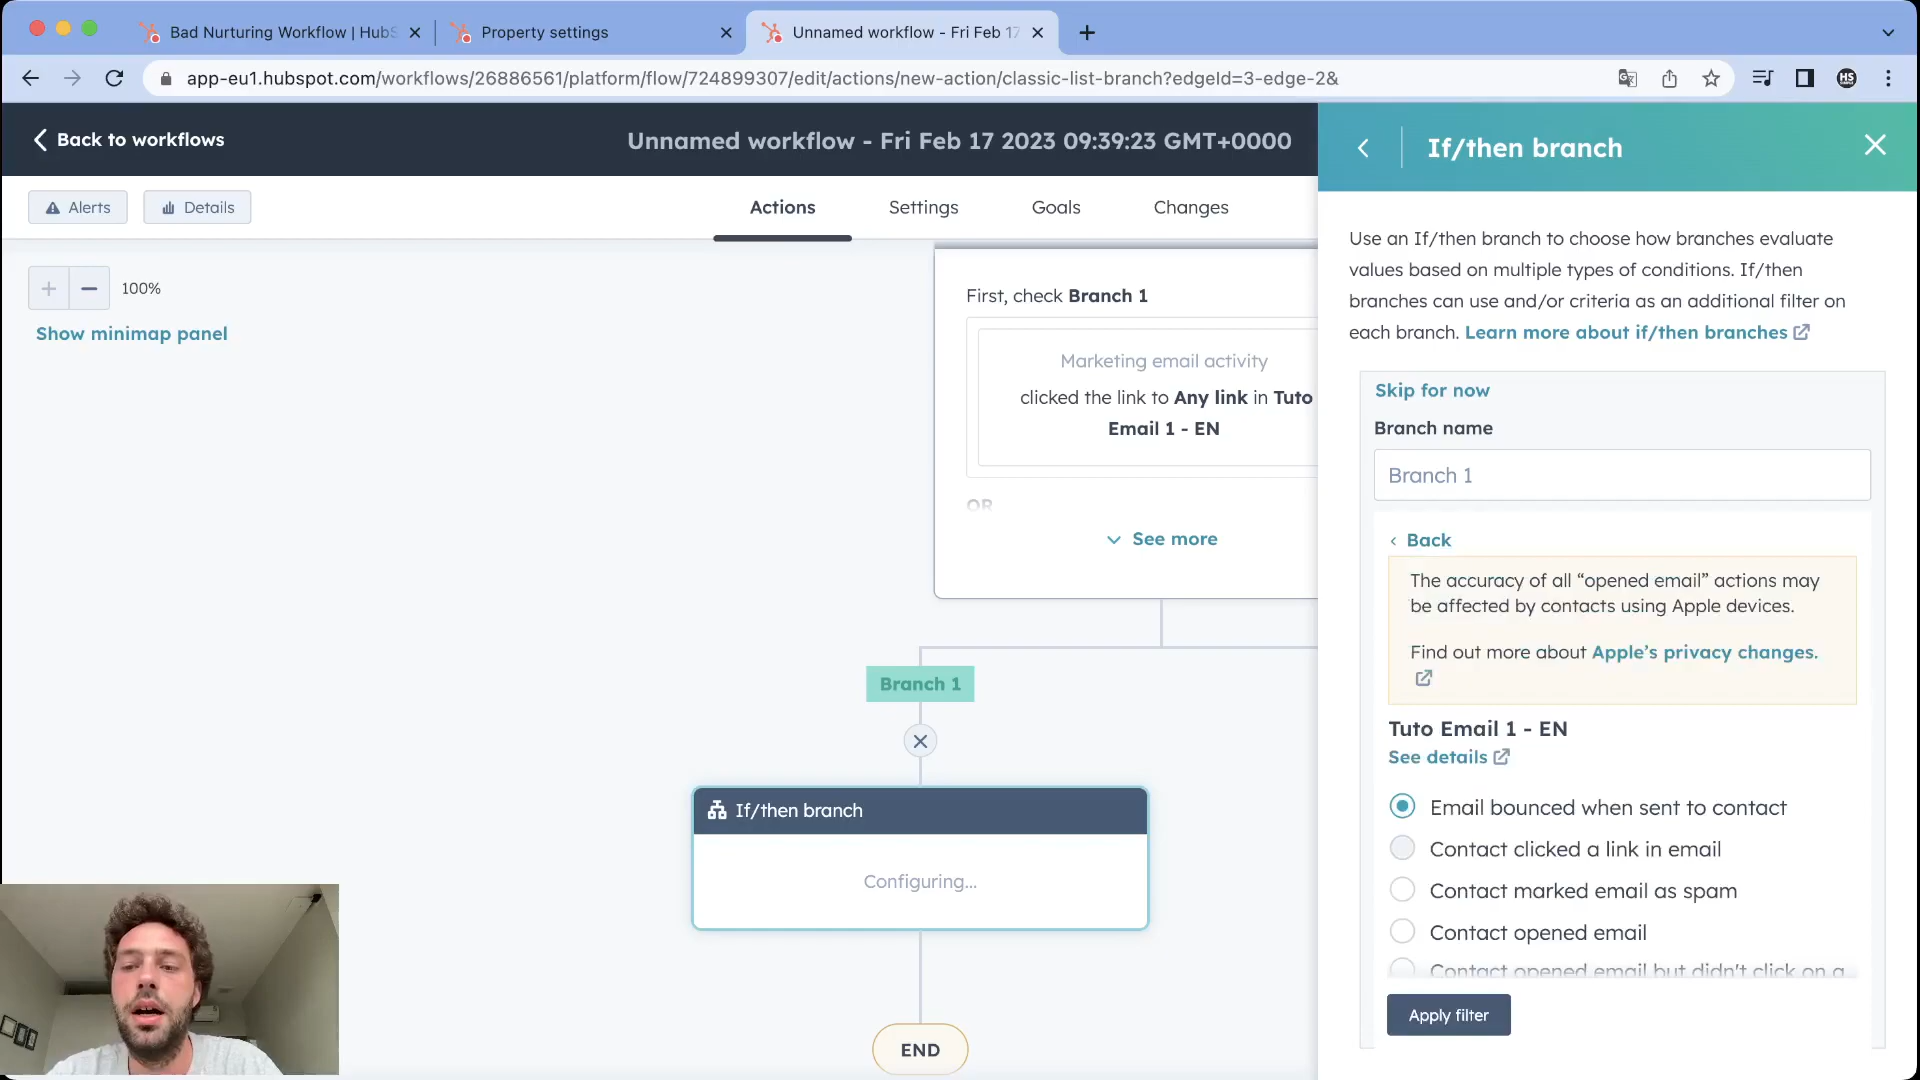 Bad Nurturing Workflow | HubS
Property settings
Unnamed workflow - Fri Feb 17
app-eu1.hubspot.com/workflows/26886561/platform/flow/724899307/edit/actions/new-action/classic-list-branch?edgeId=3-edge-2&
HS
Back to workflows
Unnamed workflow - Fri Feb 17 2023 09:39:23 GMT+0000
Alerts
Details
Actions
Settings
Goals
Changes
100%
Show minimap panel
First, check Branch 1
Marketing email activity
clicked the link to Any link in Tuto
Email 1 - EN
OR
See more
Branch 1
If/then branch
Configuring...
END
If/then branch
Use an If/then branch to choose how branches evaluate
values based on multiple types of conditions. If/then
branches can use and/or criteria as an additional filter on
each branch. Learn more about if/then branches
Skip for now
Branch name
Branch 1
Back
The accuracy of all “opened email” actions may
be affected by contacts using Apple devices.
Find out more about Apple’s privacy changes.
Tuto Email 1 - EN
See details
Email bounced when sent to contact
Contact clicked a link in email
Contact marked email as spam
Contact opened email
Contact opened email but didn't click on a
Apply filter